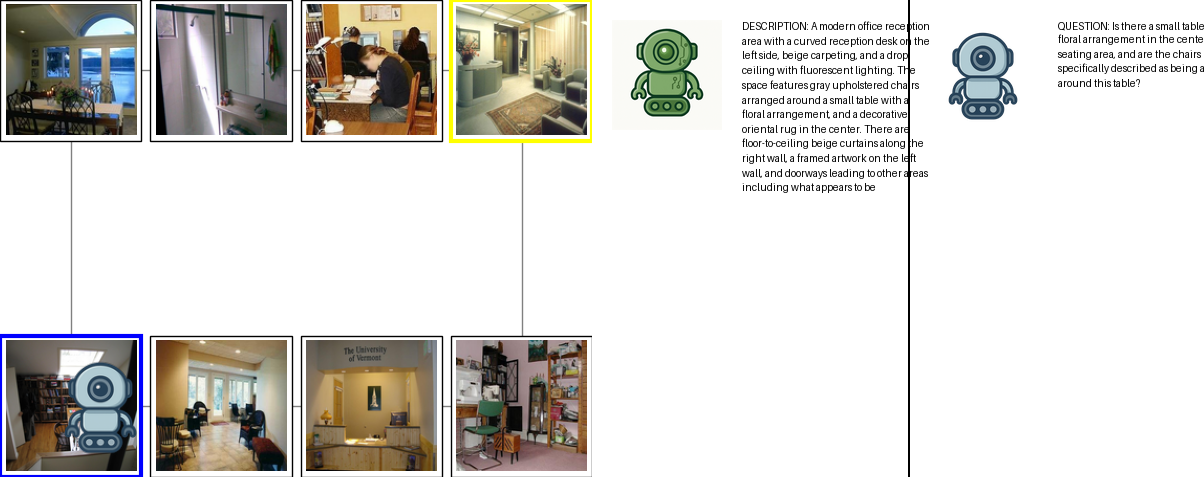 The University
of Vermont
DESCRIPTION: A modern office reception
area with a curved reception desk on the
left side, beige carpeting, and a drop
ceiling with fluorescent lighting. The
space features gray upholstered chairs
arranged around a small table with a
floral arrangement, and a decorative
oriental rug in the center. There are
floor-to-ceiling beige curtains along the
right wall, a framed artwork on the left
wall, and doorways leading to other areas
including what appears to be
QUESTION: Is there a small table
floral arrangement in the cente
seating area, and are the chairs
specifically described as being a
around this table?